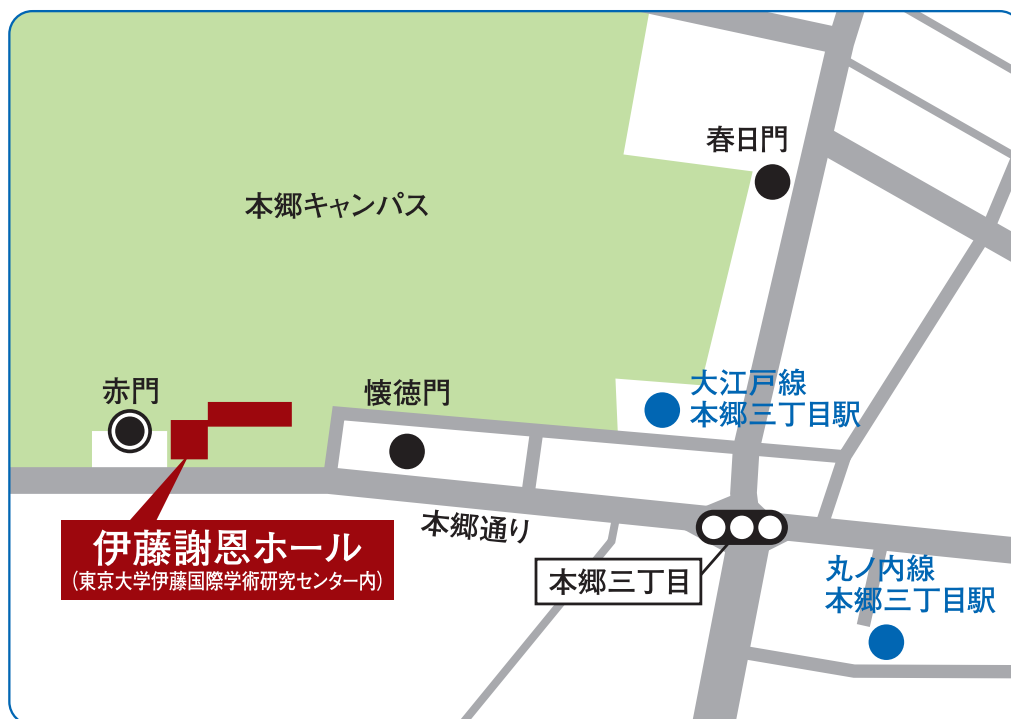 春日門
本郷キャンパス
赤門
懐徳門
大江戸線
本郷三丁目駅
本郷通り
伊藤謝恩ホール
(東京大学伊藤国際学術研究センター内)
本郷三丁目
丸ノ内線
本郷三丁目駅